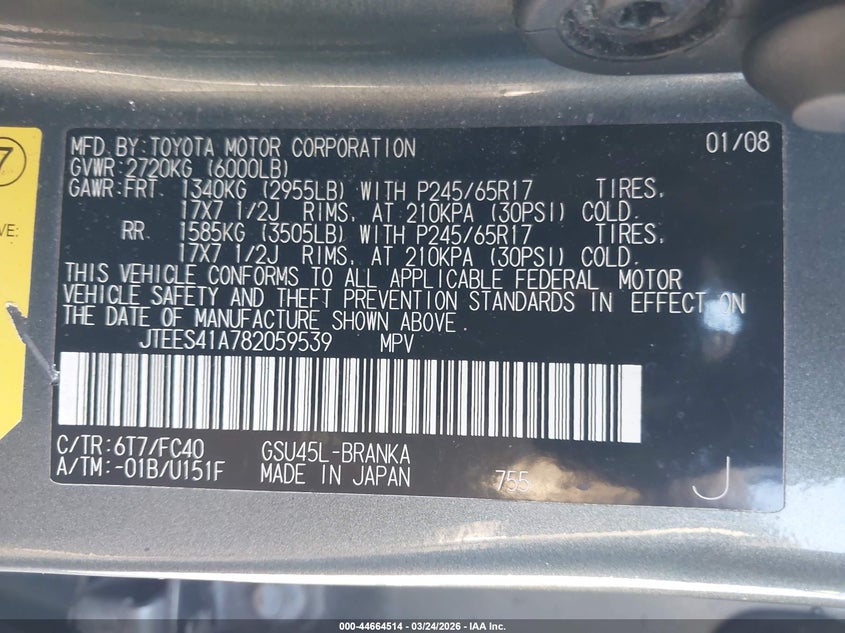 MFD. BY: TOYOTA MOTOR CORPORATION 01/08
GVWR: 2720KG (6000LB)
GAWR: FRT 1340KG (2955LB) WITH P245/65R17 TIRES,
17X7 1/2J RIMS, AT 210KPA (30PSI) COLD.
RR 1585KG (3505LB) WITH P245/65R17 TIRES,
17X7 1/2J RIMS, AT 210KPA (30PSI) COLD.
THIS VEHICLE CONFORMS TO ALL APPLICABLE FEDERAL MOTOR
VEHICLE SAFETY AND THEFT PREVENTION STANDARDS IN EFFECT ON
THE DATE OF MANUFACTURE SHOWN ABOVE.
JTEES41A782059539 MPV
C/TR: 6T7/FC40 GSU45L-BRANKA
A/TM: -01B/U151F MADE IN JAPAN 755 J
7
000-44664514 - 03/24/2026 - IAA Inc.